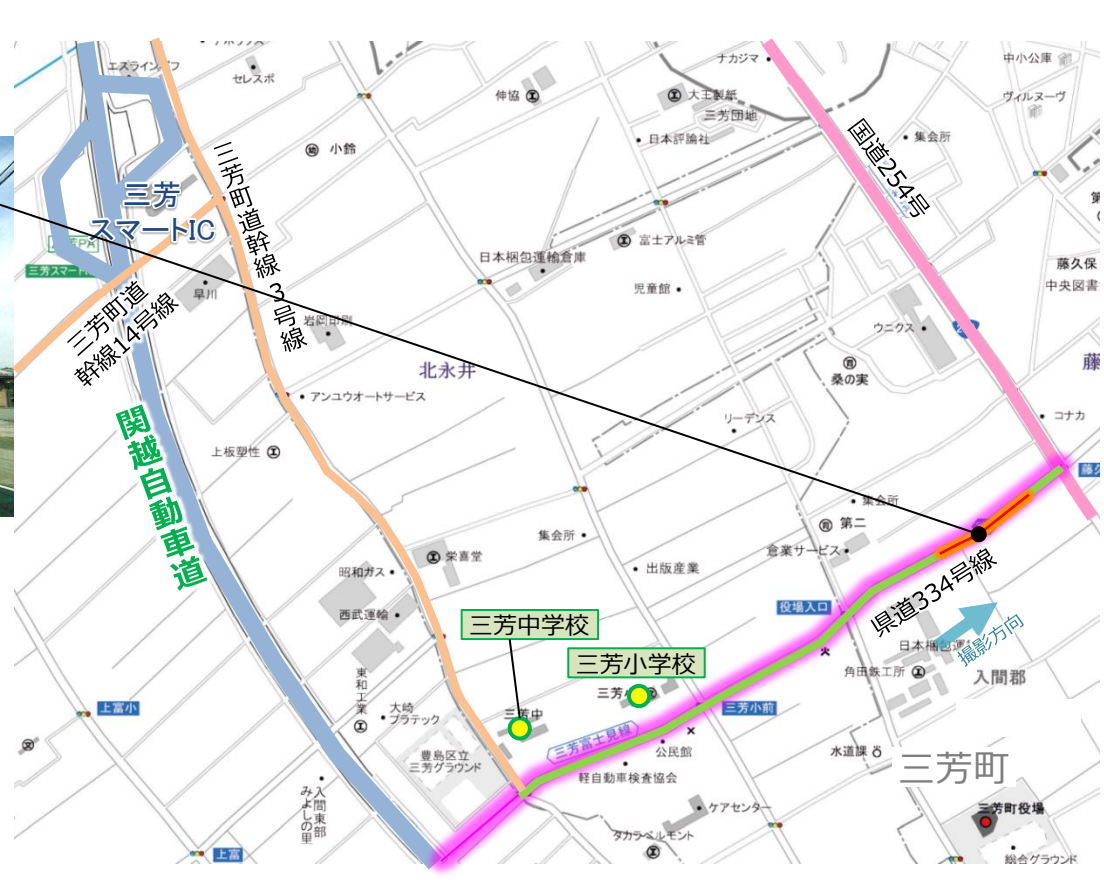 エスラインギフ
セレスポ
ナカジマ
中小公庫
ヴィルヌーヴ
伸協
大王製紙
三芳団地
日本評論社
集会所
国道254号
小鈴
三芳町道幹線3号線
三芳
スマートIC
富士アルミ管
日本梱包運輸倉庫
児童館
藤久保
中央図書
早川
岩岡印刷
三芳町道
幹線14号線
ウニクス
桑の実
北永井
アンユウオートサービス
リーデンス
コナカ
関越自動車道
上板塑性
集会所
第二
倉業サービス
集会所
出版産業
栄喜堂
昭和ガス
西武運輸
役場入口
県道334号線
撮影方向
三芳中学校
三芳小学校
日本梱包運
角田鉄工所
入間郡
東和工業
大崎
プラテック
上富小
三芳小
三芳中
三芳小前
三芳富士見線
公民館
水道課
三芳町
豊島区立
三芳グラウンド
軽自動車検査協会
入間東部
みよしの里
ケアセンター
三芳町役場
タカラベルモント
上富
総合グラウンド